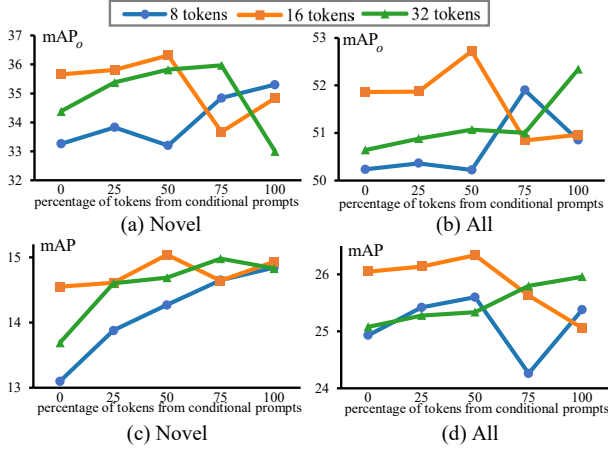 8 tokens 16 tokens 32 tokens
mAPₒ
37
36
35
34
33
32
0 25 50 75 100
percentage of tokens from conditional prompts
(a) Novel
mAPₒ
53
52
51
50
0 25 50 75 100
percentage of tokens from conditional prompts
(b) All
mAP
15
14
13
0 25 50 75 100
percentage of tokens from conditional prompts
(c) Novel
mAP
26
25
24
0 25 50 75 100
percentage of tokens from conditional prompts
(d) All